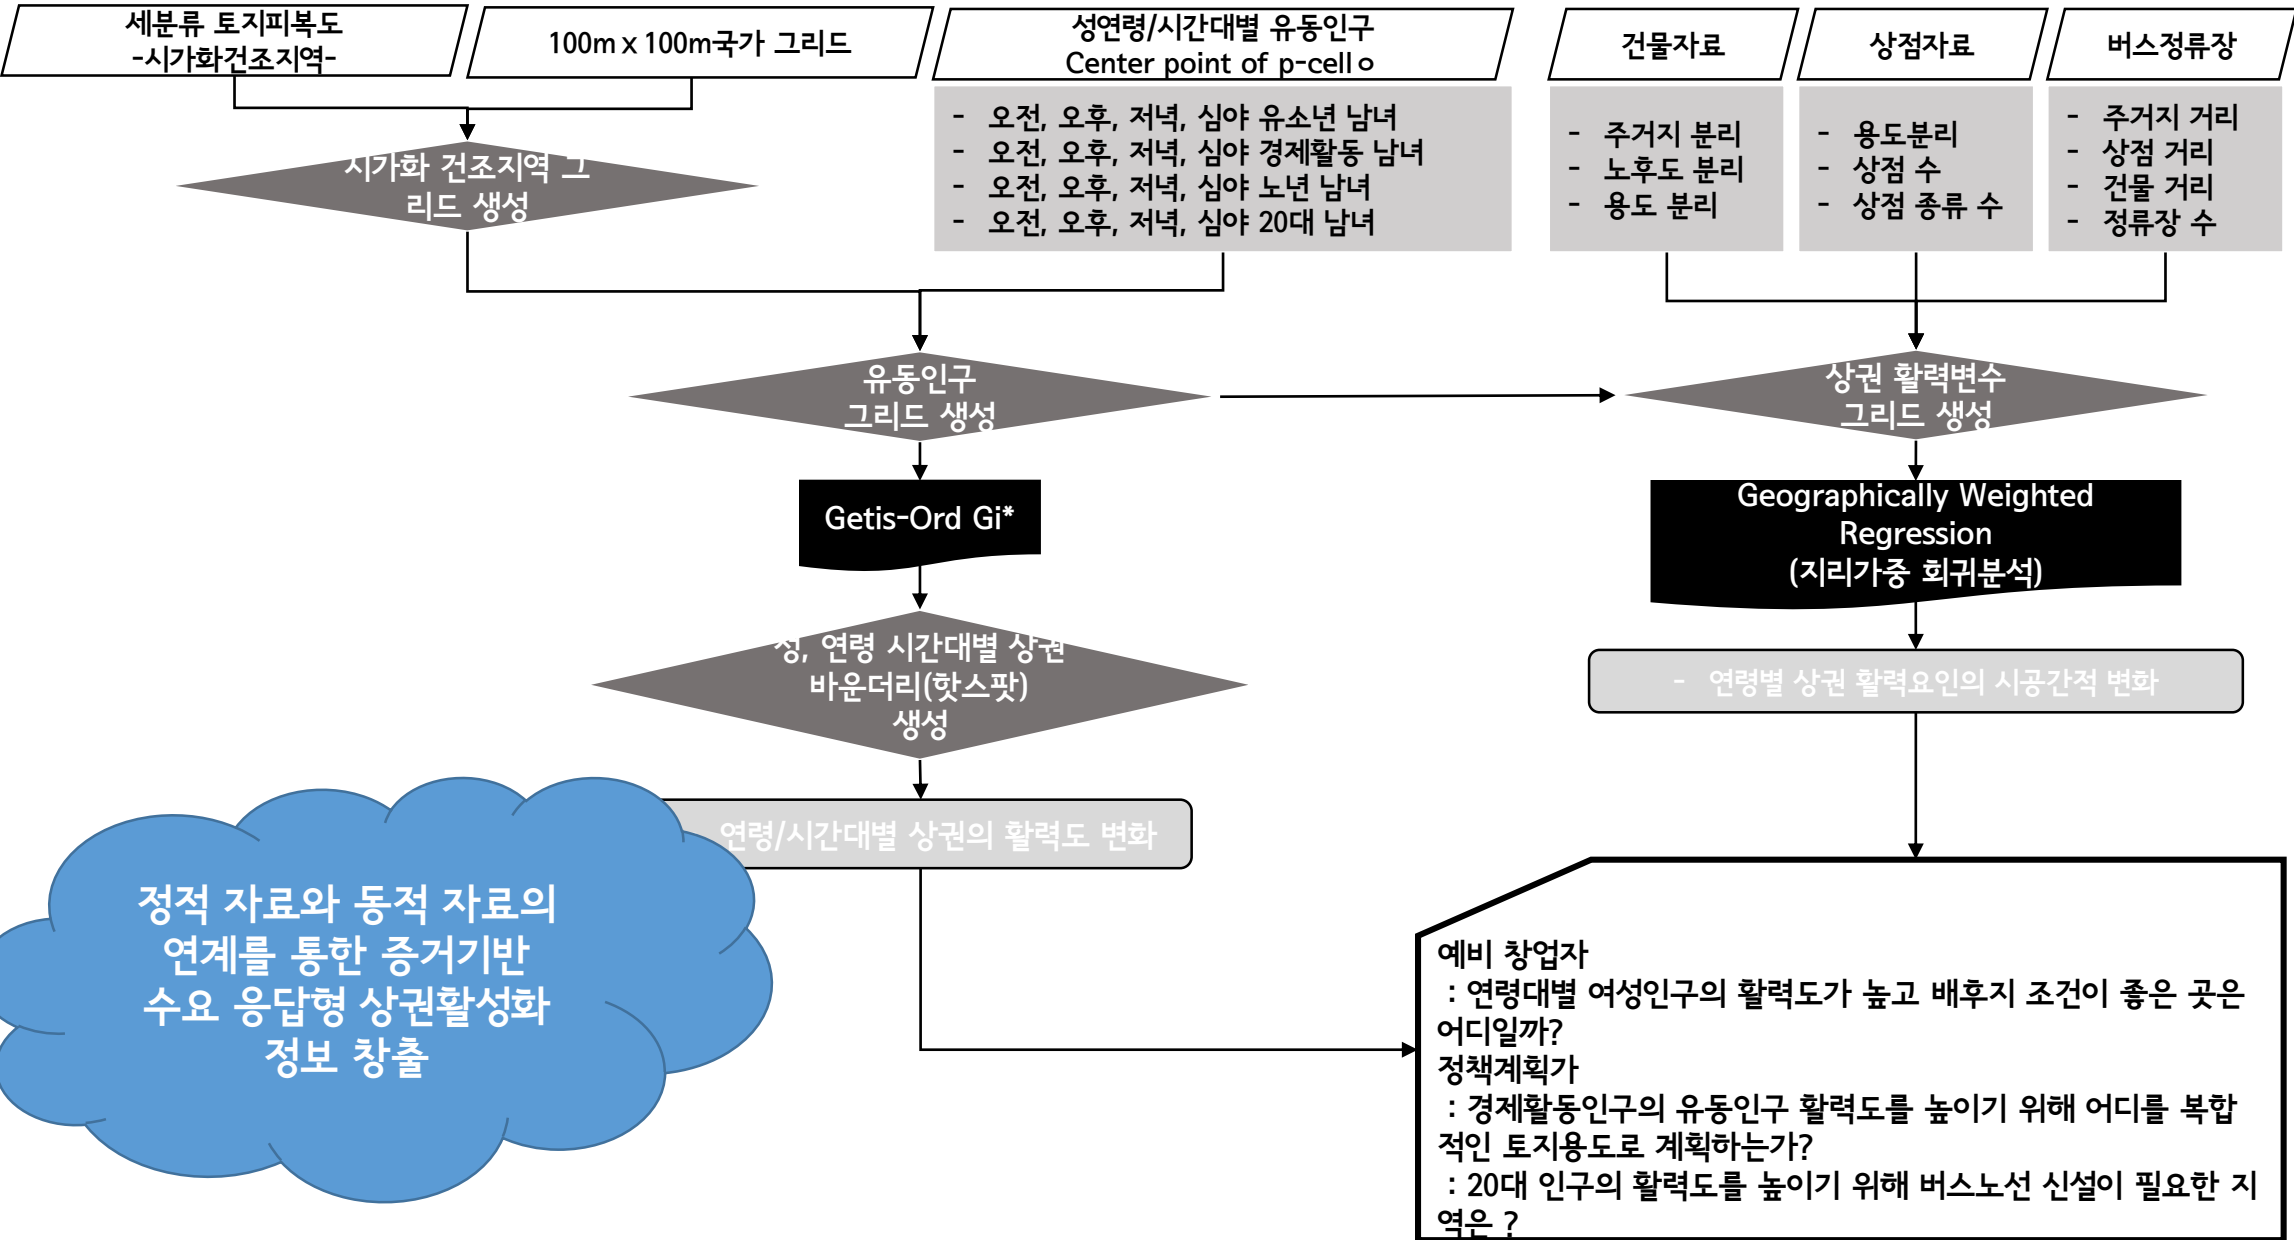 세분류 토지피복도
-시가화건조지역-
100m x 100m국가 그리드
성연령/시간대별 유동인구
Center point of p-cell ㅇ
건물자료
상점자료
버스정류장
- 오전, 오후, 저녁, 심야 유소년 남녀
- 오전, 오후, 저녁, 심야 경제활동 남녀
- 오전, 오후, 저녁, 심야 노년 남녀
- 오전, 오후, 저녁, 심야 20대 남녀
- 주거지 분리
- 노후도 분리
- 용도 분리
- 용도분리
- 상점 수
- 상점 종류 수
- 주거지 거리
- 상점 거리
- 건물 거리
- 정류장 수
시가화 건조지역 그
리드 생성
유동인구
그리드 생성
상권 활력변수
그리드 생성
Getis-Ord Gi*
Geographically Weighted
Regression
(지리가중 회귀분석)
성, 연령 시간대별 상권
바운더리(핫스팟)
생성
- 연령별 상권 활력요인의 시공간적 변화
연령/시간대별 상권의 활력도 변화
정적 자료와 동적 자료의
연계를 통한 증거기반
수요 응답형 상권활성화
정보 창출
예비 창업자
: 연령대별 여성인구의 활력도가 높고 배후지 조건이 좋은 곳은
어디일까?
정책계획가
: 경제활동인구의 유동인구 활력도를 높이기 위해 어디를 복합
적인 토지용도로 계획하는가?
: 20대 인구의 활력도를 높이기 위해 버스노선 신설이 필요한 지
역은 ?